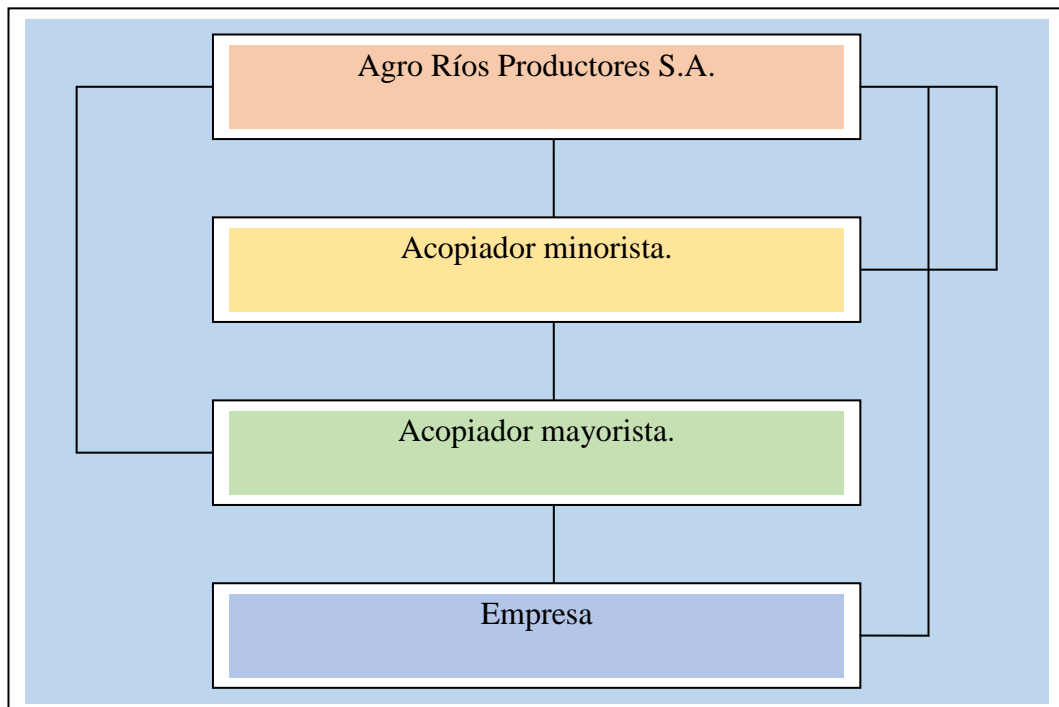 Agro Ríos Productores S.A.
Acopiador minorista.
Acopiador mayorista.
Empresa